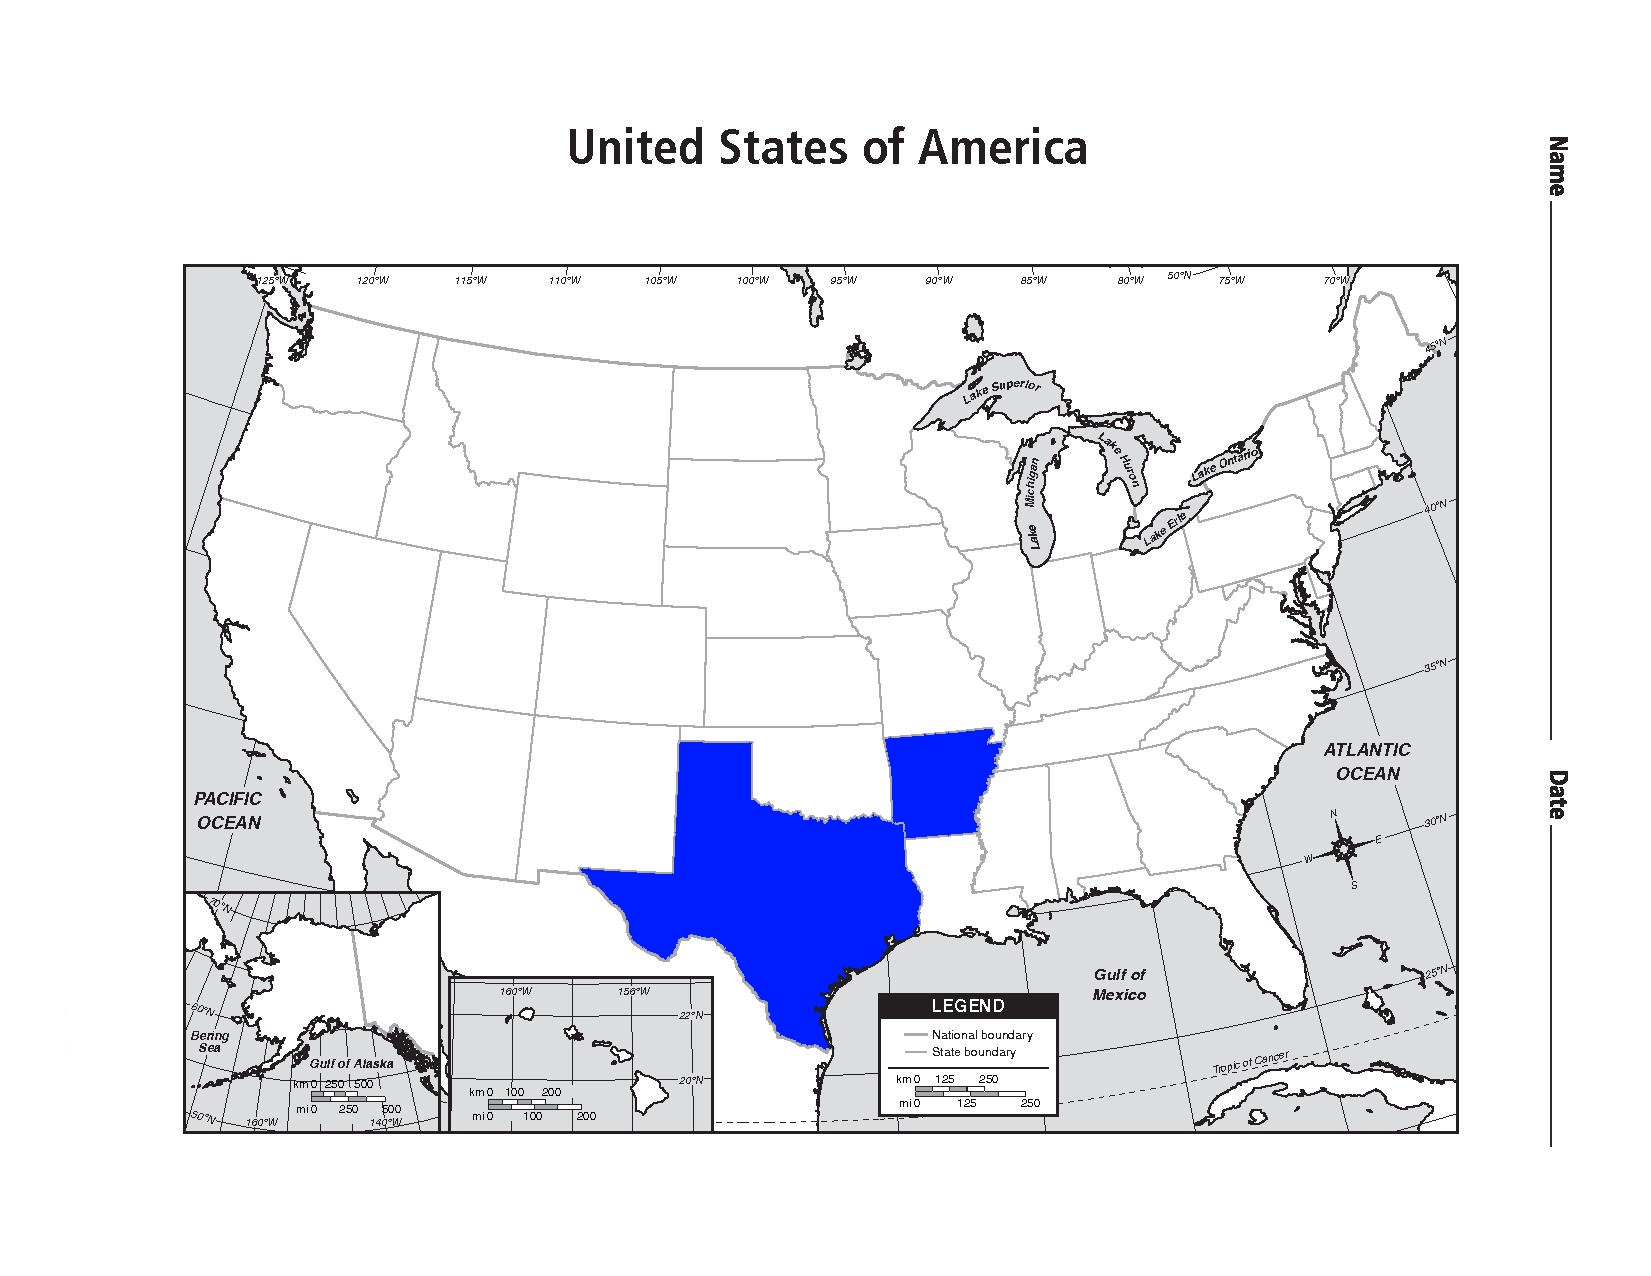 United States of America
Name
Date
125°W 120°W 115°W 110°W 105°W 100°W 95°W 90°W 85°W 80°W 50°N 75°W 70°W
45°N
Lake Superior
Lake Huron
Lake Ontario
Lake Michigan
Lake Erie
40°N
35°N
ATLANTIC
OCEAN
PACIFIC
OCEAN
N
E
W
S
30°N
25°N
Gulf of
Mexico
Tropic of Cancer
70°N
60°N
Bering
Sea
Gulf of Alaska
km 0 250 500
mi 0 250 500
50°N 160°W 140°W
160°W 156°W
22°N
20°N
km 0 100 200
mi 0 100 200
LEGEND
National boundary
State boundary
km 0 125 250
mi 0 125 250